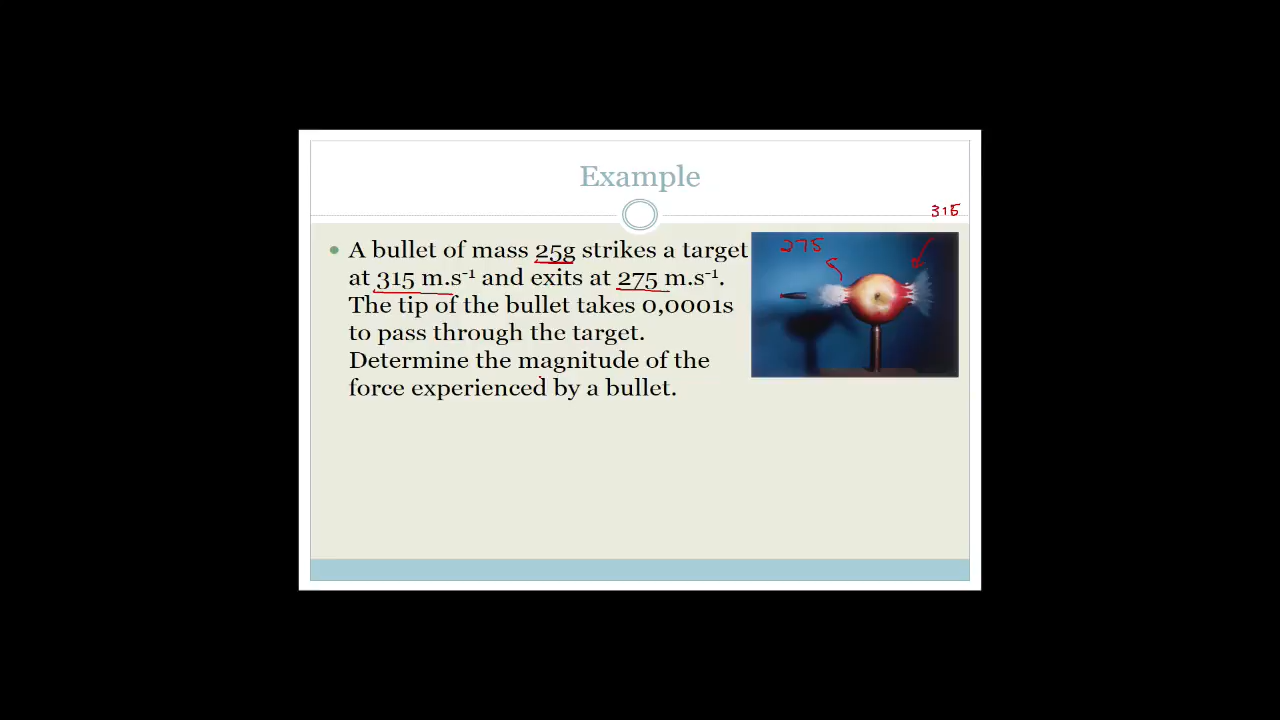 Example
315
A bullet of mass 25g strikes a target
at 315 m.s-1 and exits at 275 m.s-1.
The tip of the bullet takes 0,0001s
to pass through the target.
Determine the magnitude of the
force experienced by a bullet.
275